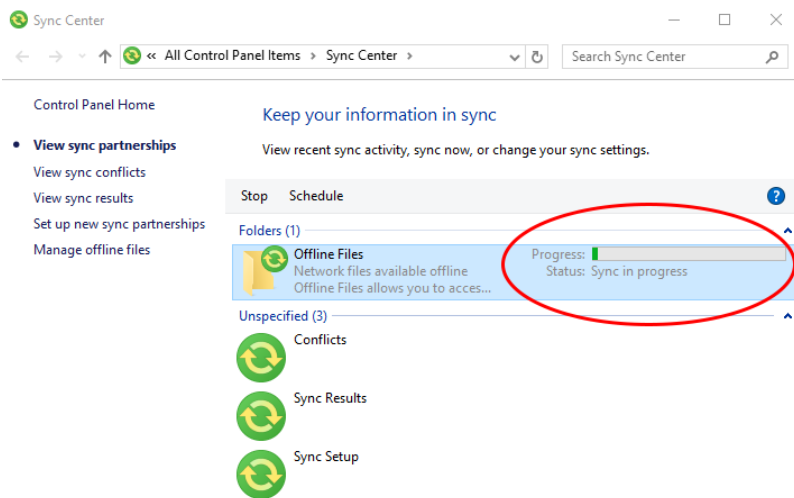 Sync Center
« All Control Panel Items › Sync Center ›
Search Sync Center
Control Panel Home
View sync partnerships
View sync conflicts
View sync results
Set up new sync partnerships
Manage offline files
Keep your information in sync
View recent sync activity, sync now, or change your sync settings.
Stop Schedule
?
Folders (1)
Offline Files
Network files available offline
Offline Files allows you to acces...
Progress:
Status: Sync in progress
Unspecified (3)
Conflicts
Sync Results
Sync Setup